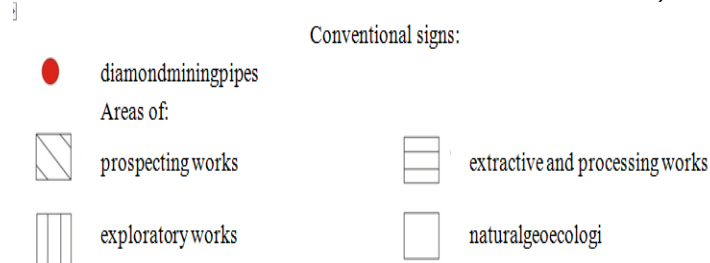 Conventional signs:
diamondminingpipes
Areas of:
prospecting works
extractive and processing works
exploratory works
naturalgeoecologi